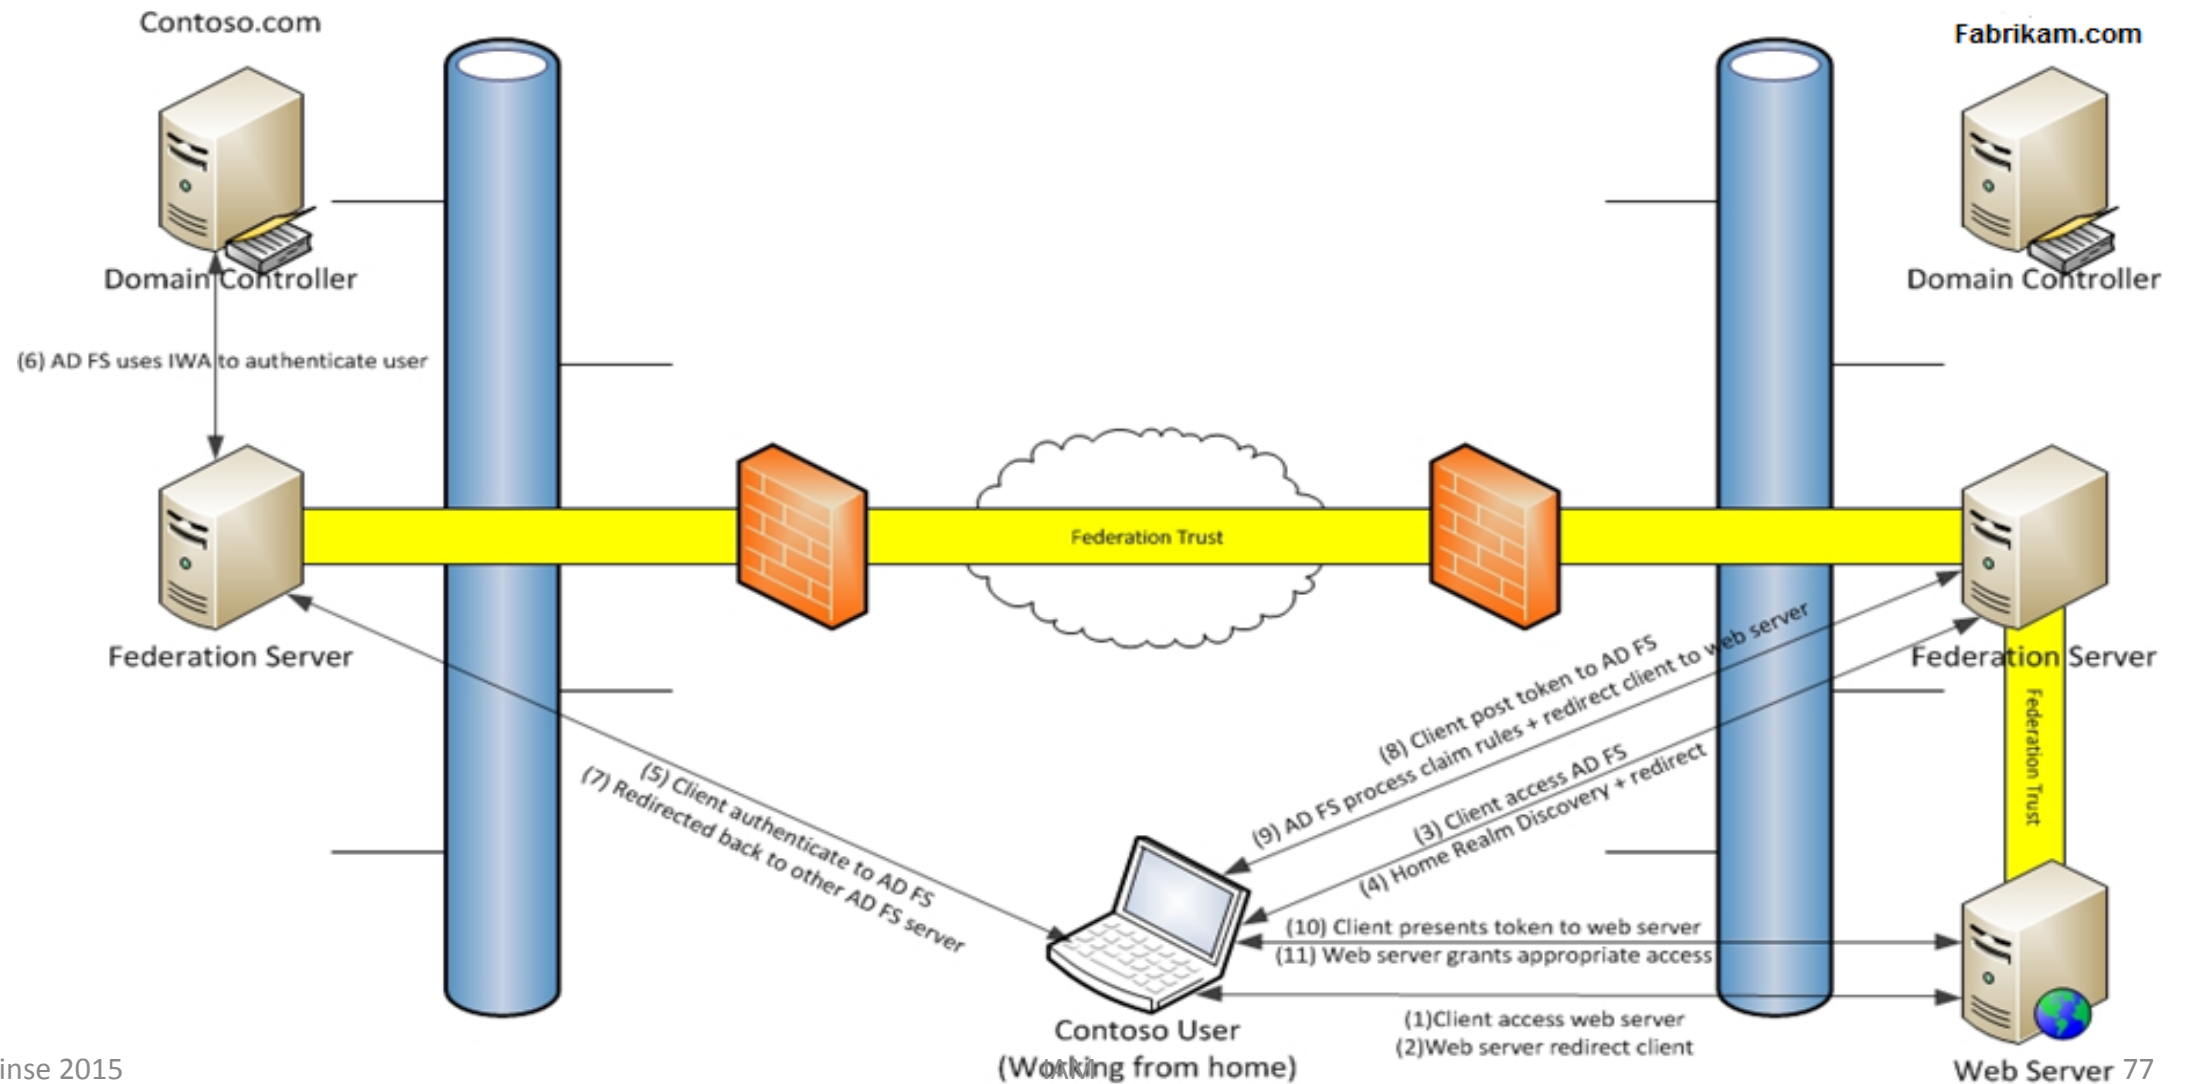 Contoso.com
Fabrikam.com
Domain Controller
Domain Controller
(6) AD FS uses IWA to authenticate user
Federation Trust
Federation Server
Federation Server
Federation Trust
(8) Client post token to AD FS
(9) AD FS process claim rules + redirect client to web server
(3) Client access AD FS
(4) Home Realm Discovery + redirect
(5) Client authenticate to AD FS
(7) Redirected back to other AD FS server
(10) Client presents token to web server
(11) Web server grants appropriate access
(1)Client access web server
(2)Web server redirect client
Contoso User
(Working from home)
Web Server
inse 2015
77